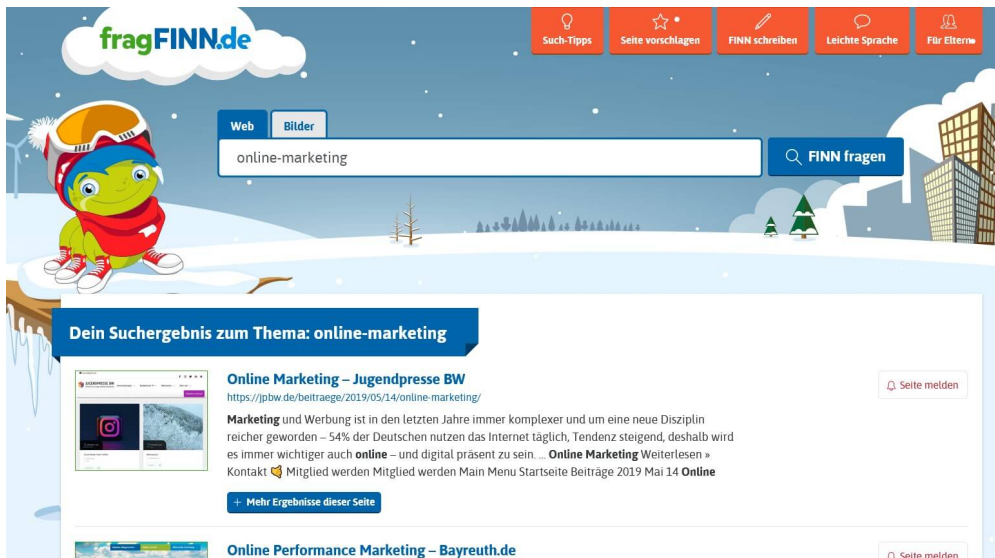 fragFINN.de
Such-Tipps
Seite vorschlagen
FINN schreiben
Leichte Sprache
Für Eltern
Web
Bilder
online-marketing
FINN fragen
Dein Suchergebnis zum Thema: online-marketing
Online Marketing – Jugendpresse BW
https://jpbw.de/beitraege/2019/05/14/online-marketing/
Seite melden
Marketing und Werbung ist in den letzten Jahre immer komplexer und um eine neue Disziplin
reicher geworden – 54% der Deutschen nutzen das Internet täglich, Tendenz steigend, deshalb wird
es immer wichtiger auch online – und digital präsent zu sein. ... Online Marketing Weiterlesen »
Kontakt 📢 Mitglied werden Mitglied werden Main Menu Startseite Beiträge 2019 Mai 14 Online
+ Mehr Ergebnisse dieser Seite
Online Performance Marketing – Bayreuth.de
Seite melden